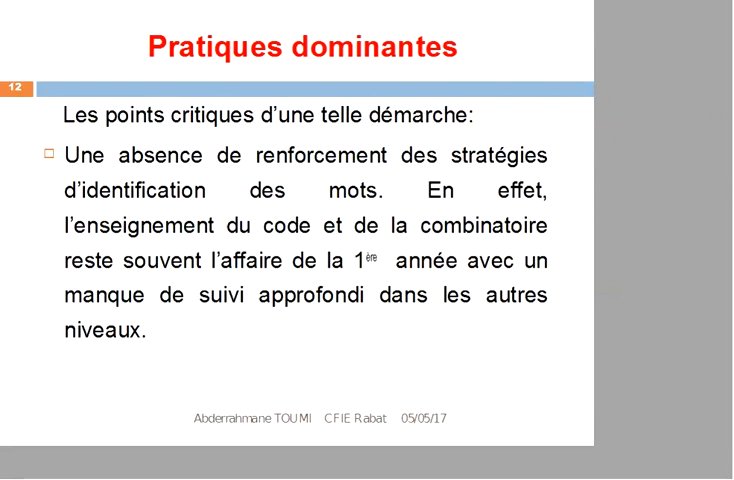 Pratiques dominantes
12
Les points critiques d’une telle démarche:
Une absence de renforcement des stratégies
d’identification des mots. En effet,
l’enseignement du code et de la combinatoire
reste souvent l’affaire de la 1ère année avec un
manque de suivi approfondi dans les autres
niveaux.
Abderrahmane TOUMI CFIE Rabat 05/05/17